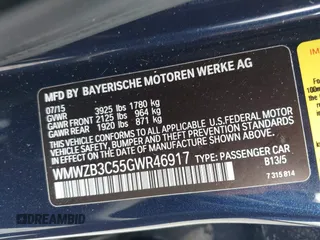 MFD BY BAYERISCHE MOTOREN WERKE AG
07/15
GVWR 3925 lbs 1780 kg
GAWR FRONT 2125 lbs 964 kg
GAWR REAR 1920 lbs 871 kg
THIS VEHICLE CONFORMS TO ALL APPLICABLE
U.S. FEDERAL MOTOR VEHICLE SAFETY,
BUMPER, AND THEFT PREVENTION STANDARDS IN
EFFECT ON THE DATE OF MANUFACTURE SHOWN ABOVE.
WMWZB3C55GWR46917 TYPE: PASSENGER CAR
B13/5
7 315 814
DREAMBID